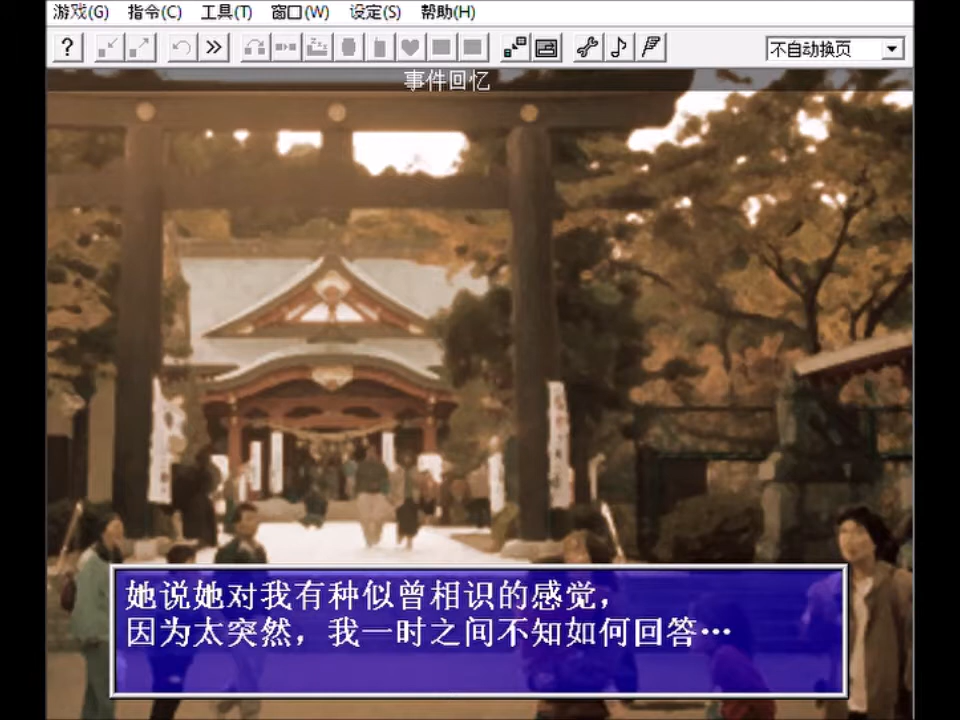 游戏(G) 指令(C) 工具(T) 窗口(W) 设定(S) 帮助(H)
? 不自动换页
事件回忆
她说她对我有种似曾相识的感觉，
因为太突然，我一时之间不知如何回答…